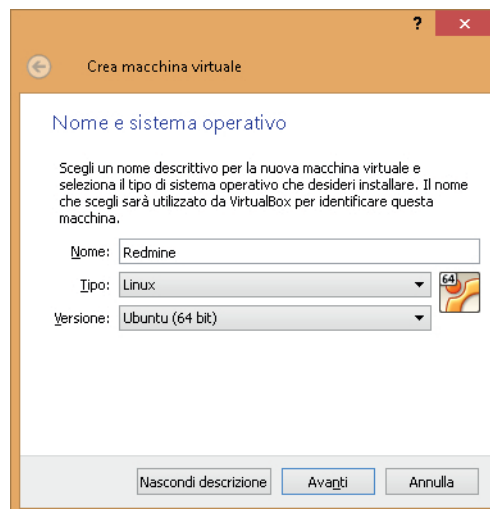 ?
×
Crea macchina virtuale
Nome e sistema operativo
Scegli un nome descrittivo per la nuova macchina virtuale e
seleziona il tipo di sistema operativo che desideri installare. Il nome
che scegli sarà utilizzato da VirtualBox per identificare questa
macchina.
Nome: Redmine
Tipo: Linux
64
Versione: Ubuntu (64 bit)
Nascondi descrizione Avanti Annulla